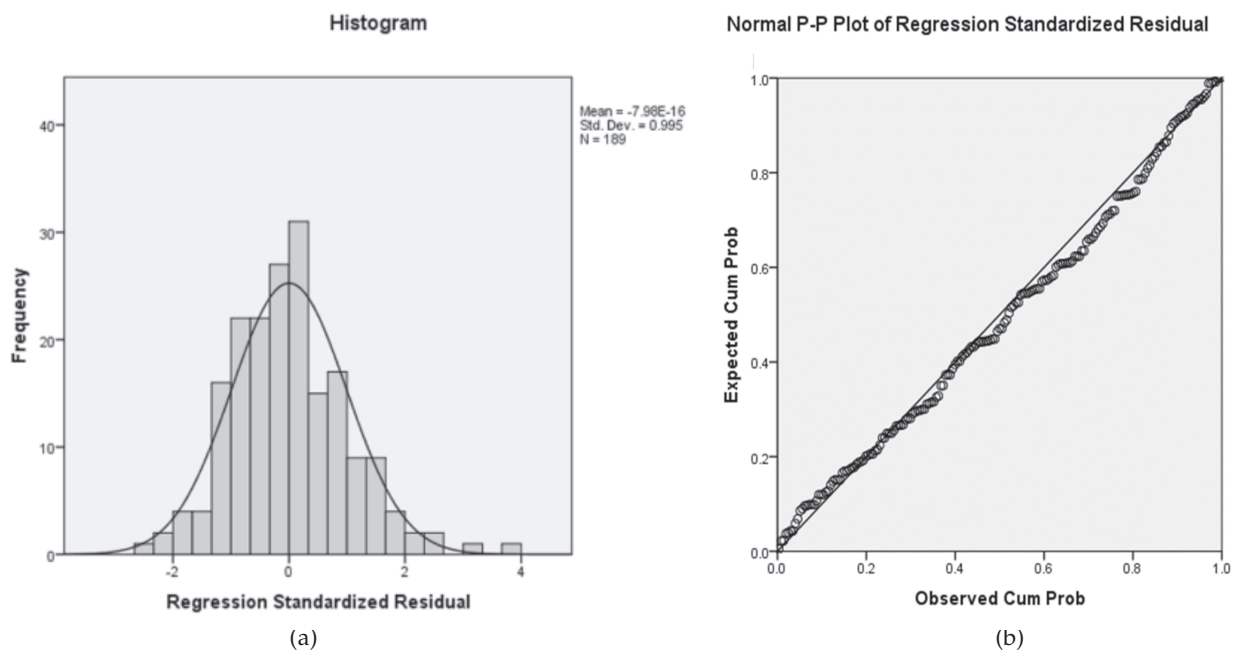 Histogram
Mean = -7.98E-16
Std. Dev. = 0.995
N = 189
40
30
20
10
0
Frequency
-2
0
2
4
Regression Standardized Residual
(a)
Normal P-P Plot of Regression Standardized Residual
1.0
0.8
0.6
0.4
0.2
0.0
Expected Cum Prob
0.0
0.2
0.4
0.6
0.8
1.0
Observed Cum Prob
(b)